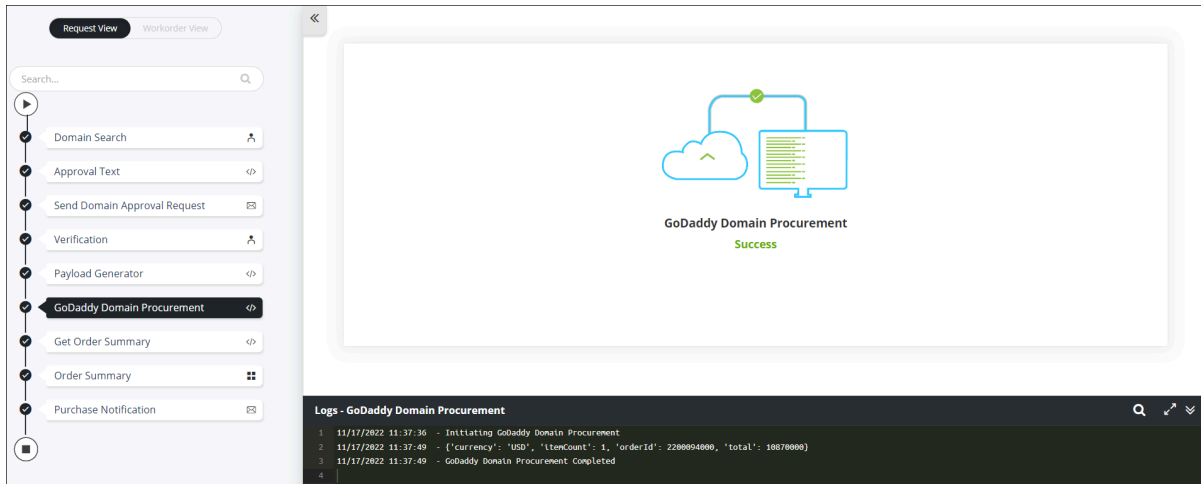 Request View
Workorder View
Search...
Domain Search
Approval Text
Send Domain Approval Request
Verification
Payload Generator
GoDaddy Domain Procurement
Get Order Summary
Order Summary
Purchase Notification
GoDaddy Domain Procurement
Success
Logs - GoDaddy Domain Procurement
1 11/17/2022 11:37:36 - Initiating GoDaddy Domain Procurement
2 11/17/2022 11:37:49 - {'currency': 'USD', 'itemCount': 1, 'orderId': 2200094000, 'total': 10870000}
3 11/17/2022 11:37:49 - GoDaddy Domain Procurement Completed
4